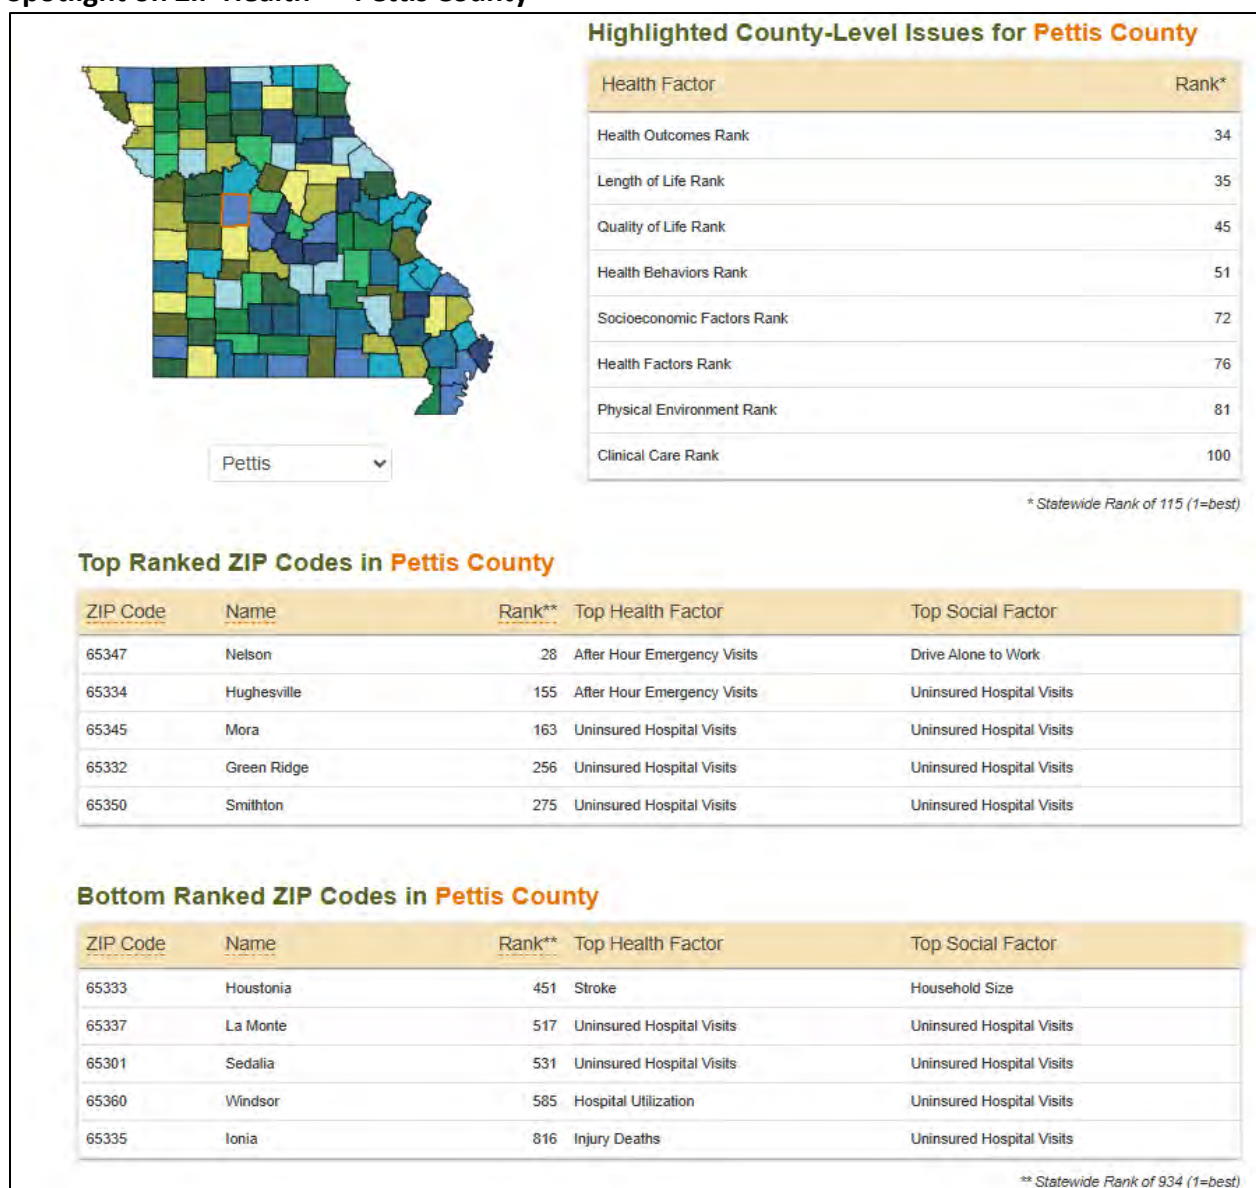 Spotlight on ZIP Health — Pettis County
Highlighted County-Level Issues for Pettis County
Health Factor Rank*
Health Outcomes Rank 34
Length of Life Rank 35
Quality of Life Rank 45
Health Behaviors Rank 51
Socioeconomic Factors Rank 72
Health Factors Rank 76
Physical Environment Rank 81
Clinical Care Rank 100
* Statewide Rank of 115 (1=best)
Pettis
Top Ranked ZIP Codes in Pettis County
ZIP Code Name Rank** Top Health Factor Top Social Factor
65347 Nelson 28 After Hour Emergency Visits Drive Alone to Work
65334 Hughesville 155 After Hour Emergency Visits Uninsured Hospital Visits
65345 Mora 163 Uninsured Hospital Visits Uninsured Hospital Visits
65332 Green Ridge 256 Uninsured Hospital Visits Uninsured Hospital Visits
65350 Smithton 275 Uninsured Hospital Visits Uninsured Hospital Visits
Bottom Ranked ZIP Codes in Pettis County
ZIP Code Name Rank** Top Health Factor Top Social Factor
65333 Houstonia 451 Stroke Household Size
65337 La Monte 517 Uninsured Hospital Visits Uninsured Hospital Visits
65301 Sedalia 531 Uninsured Hospital Visits Uninsured Hospital Visits
65360 Windsor 585 Hospital Utilization Uninsured Hospital Visits
65335 Ionia 816 Injury Deaths Uninsured Hospital Visits
** Statewide Rank of 934 (1=best)